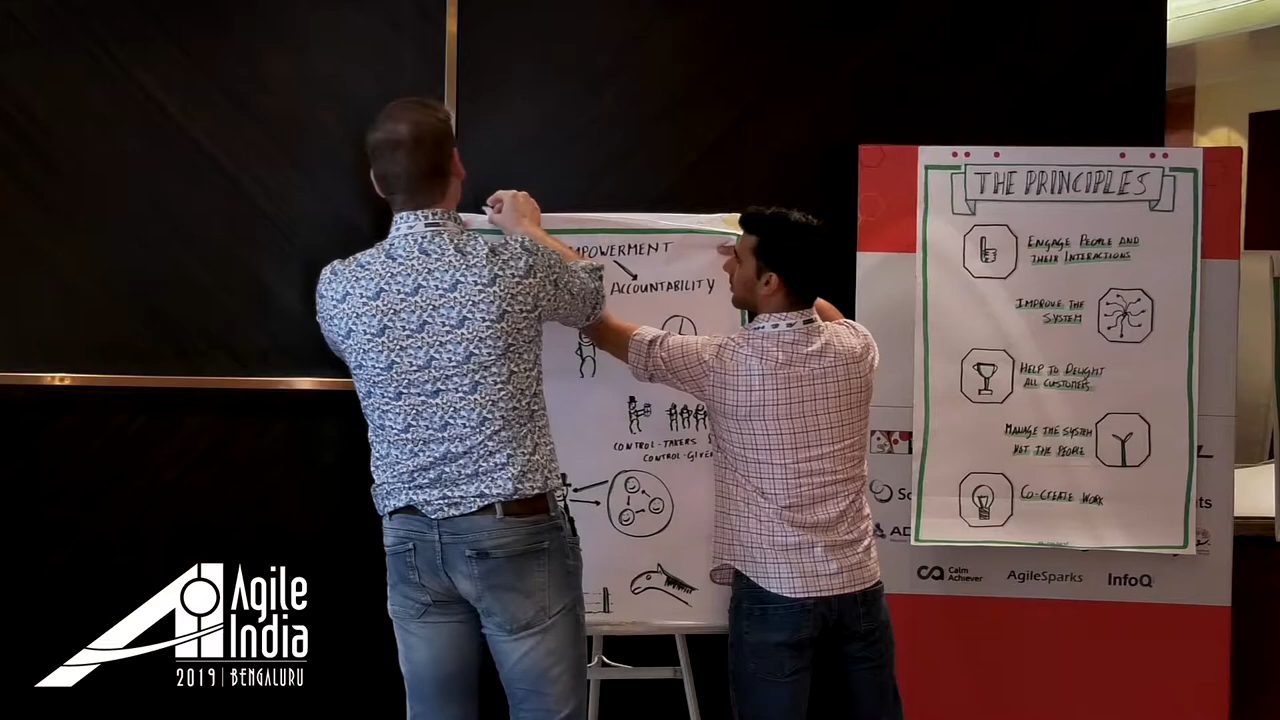 MPOWERMENT
ACCOUNTABILITY
CONTROL-TAKERS
CONTROL-GIVE
THE PRINCIPLES
ENGAGE PEOPLE AND
THEIR INTERACTIONS
IMPROVE THE
SYSTEM
HELP TO DELIGHT
ALL CUSTOMERS
MANAGE THE SYSTEM
NOT THE PEOPLE
CO-CREATE WORK
Calm
Achiever
AgileSparks
InfoQ
Agile
India
2019 | BENGALURU